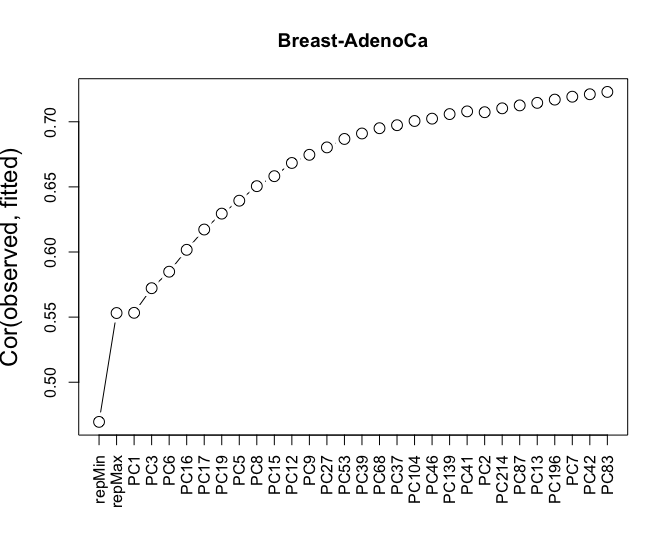 Breast-AdenoCa
Cor(observed, fitted)
0.70
0.65
0.60
0.55
0.50
repMin
repMax
PC1
PC3
PC6
PC16
PC17
PC19
PC5
PC8
PC15
PC12
PC9
PC27
PC53
PC39
PC68
PC37
PC104
PC46
PC139
PC41
PC2
PC214
PC87
PC13
PC196
PC7
PC42
PC83